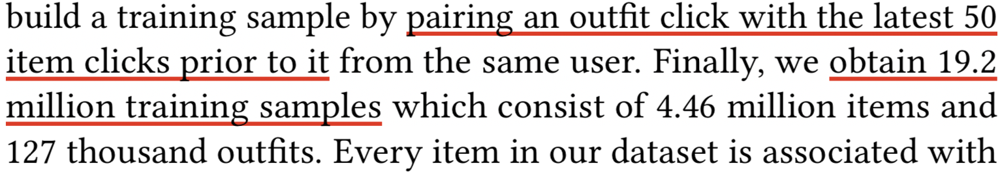 build a training sample by pairing an outfit click with the latest 50
item clicks prior to it from the same user. Finally, we obtain 19.2
million training samples which consist of 4.46 million items and
127 thousand outfits. Every item in our dataset is associated with